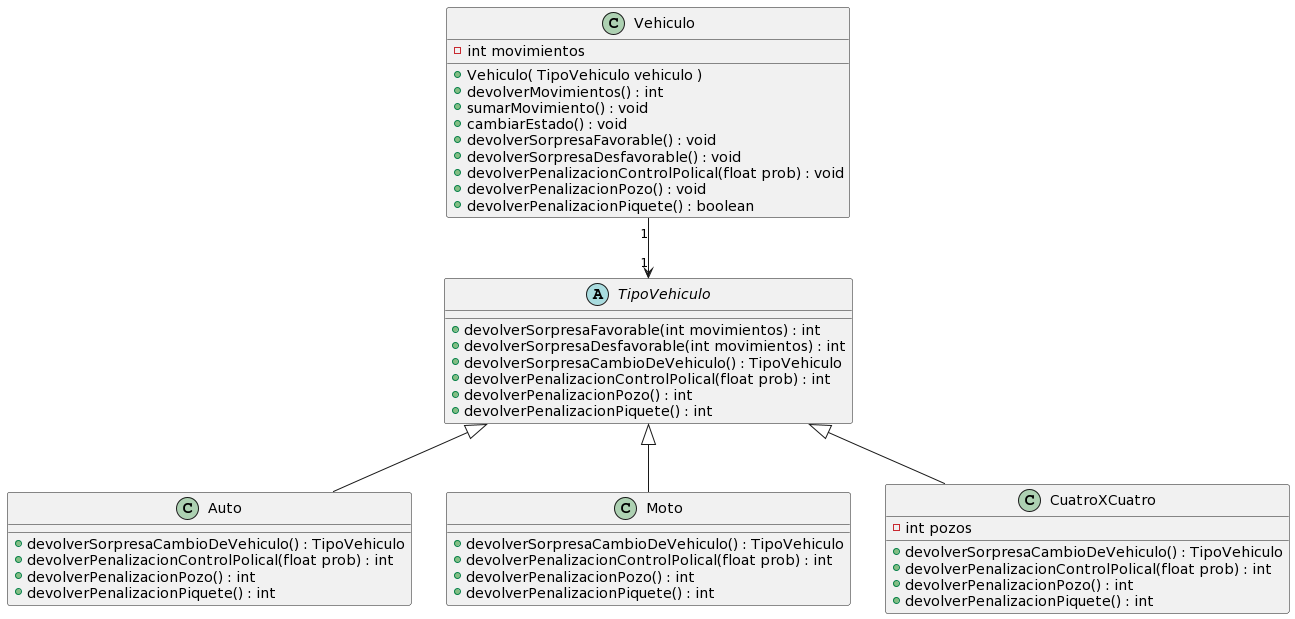 C Vehiculo
int movimientos
Vehiculo( TipoVehiculo vehiculo )
devolverMovimientos() : int
sumarMovimiento() : void
cambiarEstado() : void
devolverSorpresaFavorable() : void
devolverSorpresaDesfavorable() : void
devolverPenalizacionControlPolical(float prob) : void
devolverPenalizacionPozo() : void
devolverPenalizacionPiquete() : boolean
1
1
A TipoVehiculo
devolverSorpresaFavorable(int movimientos) : int
devolverSorpresaDesfavorable(int movimientos) : int
devolverSorpresaCambioDeVehiculo() : TipoVehiculo
devolverPenalizacionControlPolical(float prob) : int
devolverPenalizacionPozo() : int
devolverPenalizacionPiquete() : int
C Auto
devolverSorpresaCambioDeVehiculo() : TipoVehiculo
devolverPenalizacionControlPolical(float prob) : int
devolverPenalizacionPozo() : int
devolverPenalizacionPiquete() : int
C Moto
devolverSorpresaCambioDeVehiculo() : TipoVehiculo
devolverPenalizacionControlPolical(float prob) : int
devolverPenalizacionPozo() : int
devolverPenalizacionPiquete() : int
C CuatroXCuatro
int pozos
devolverSorpresaCambioDeVehiculo() : TipoVehiculo
devolverPenalizacionControlPolical(float prob) : int
devolverPenalizacionPozo() : int
devolverPenalizacionPiquete() : int